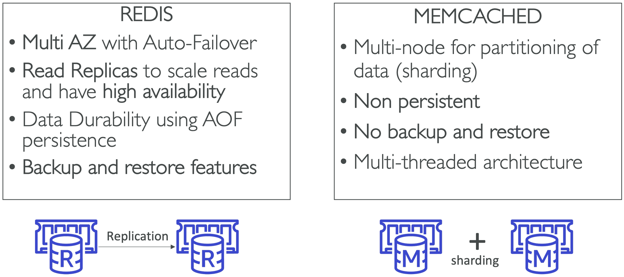 REDIS
• Multi AZ with Auto-Failover
• Read Replicas to scale reads
and have high availability
• Data Durability using AOF
persistence
• Backup and restore features
MEMCACHED
• Multi-node for partitioning of
data (sharding)
• Non persistent
• No backup and restore
• Multi-threaded architecture
R
Replication
R
M
+
sharding
M